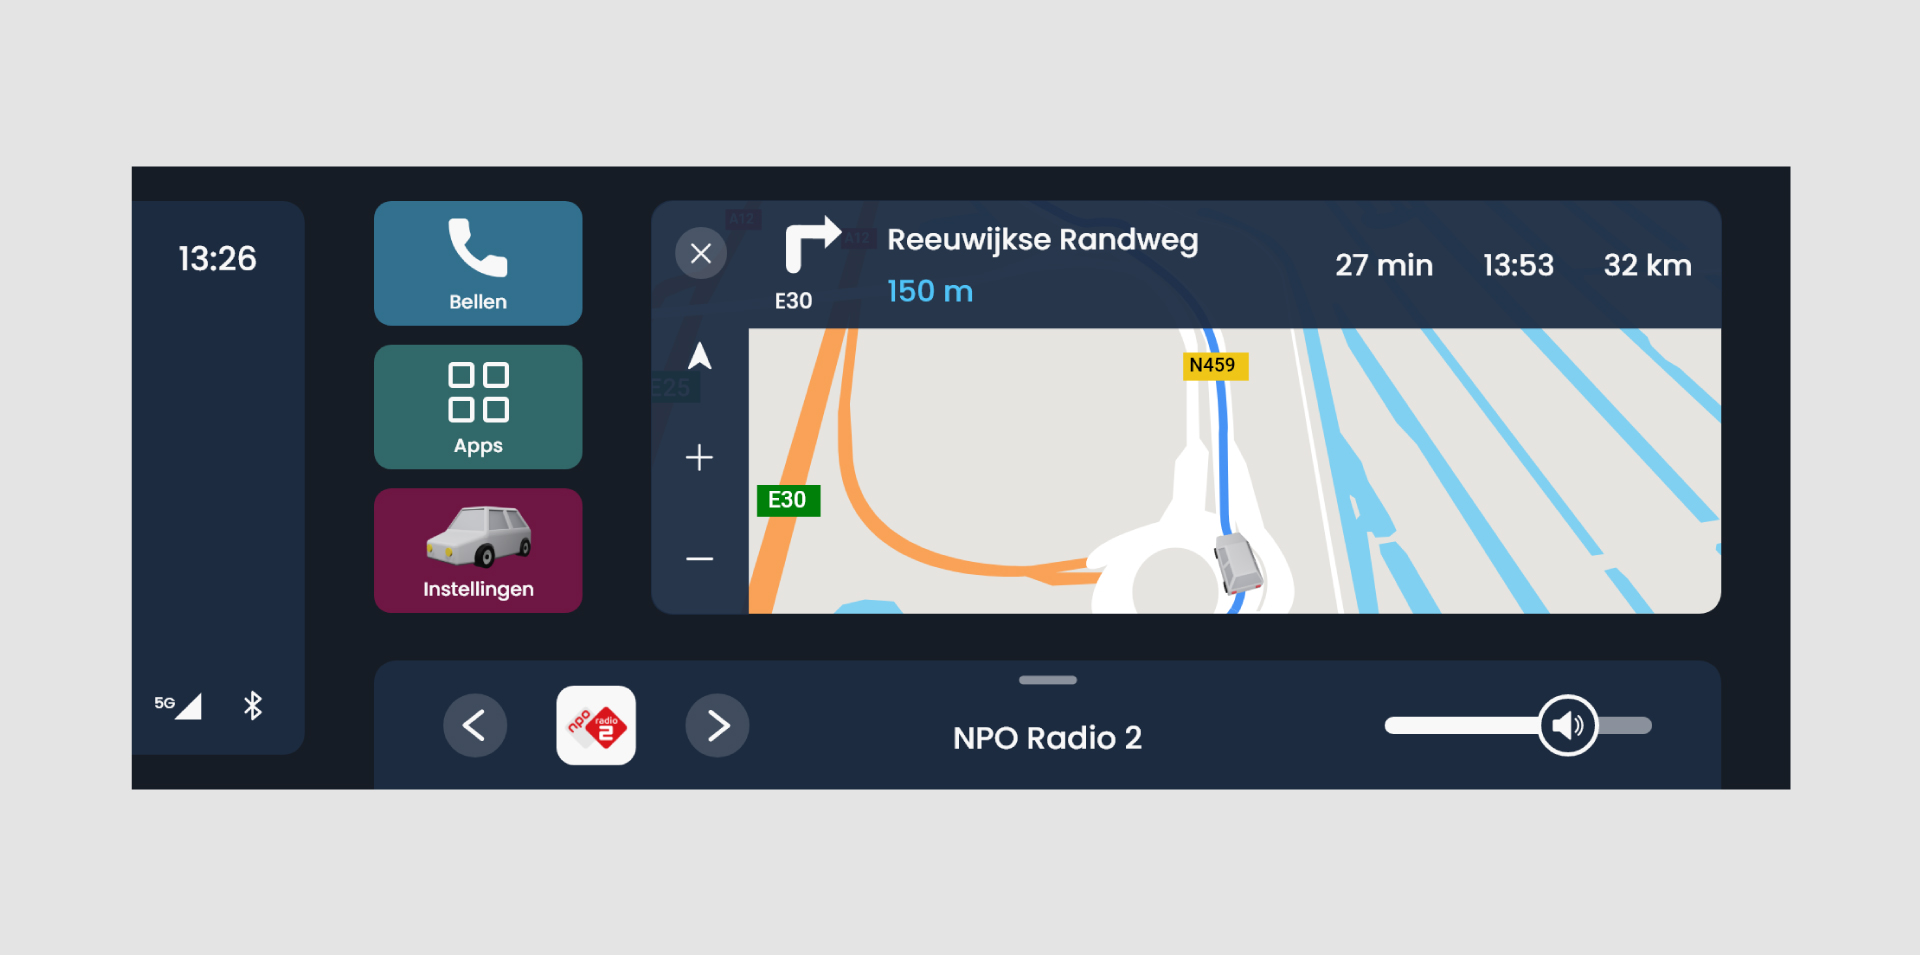 13:26
5G
Bellen
Apps
Instellingen
A12
A12
E30
Reeuwijkse Randweg
150 m
27 min
13:53
32 km
E25
N459
E30
npo
radio
2
NPO Radio 2